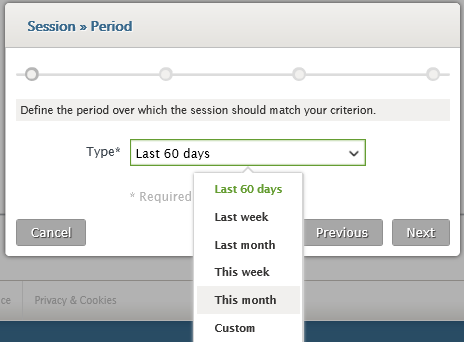 Session » Period
Define the period over which the session should match your criterion.
Type*
Last 60 days
* Required
Last 60 days
Last week
Last month
This week
This month
Custom
Cancel
Previous
Next
ce
Privacy & Cookies